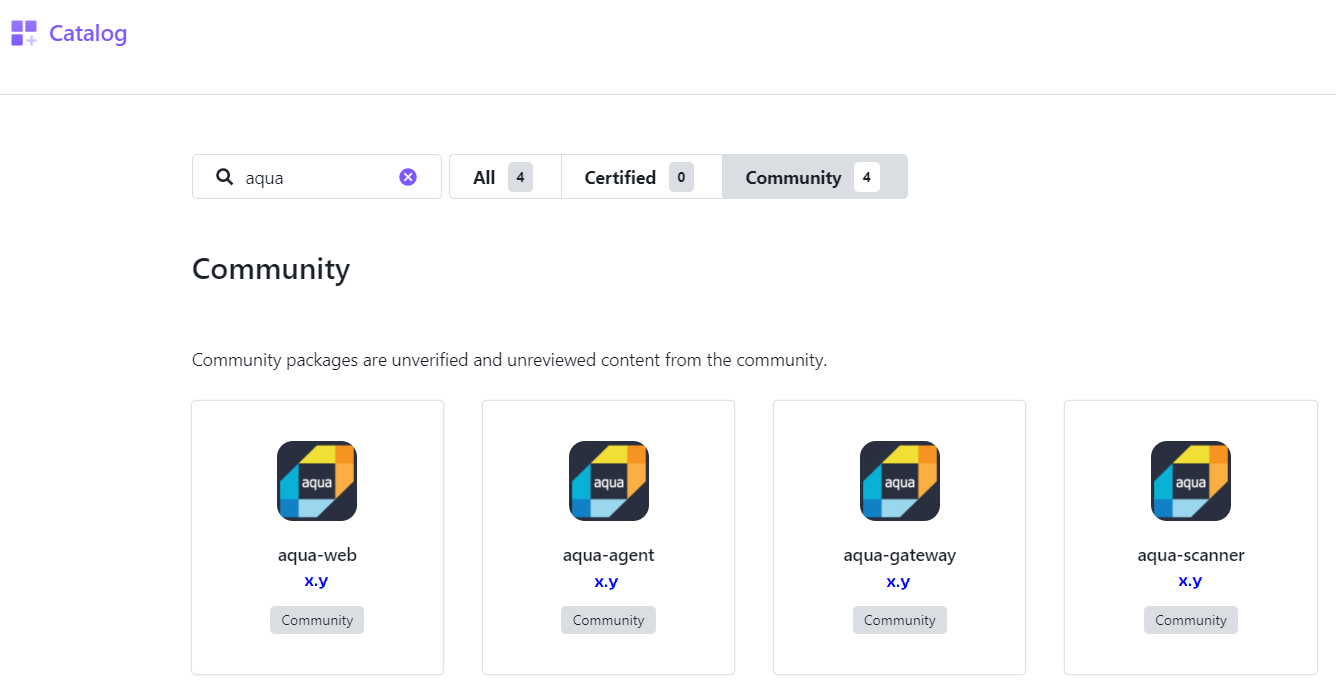 Catalog
aqua
All 4 Certified 0 Community 4
Community
Community packages are unverified and unreviewed content from the community.
aqua aqua aqua aqua
aqua-web aqua-agent aqua-gateway aqua-scanner
x.y x.y x.y x.y
Community Community Community Community